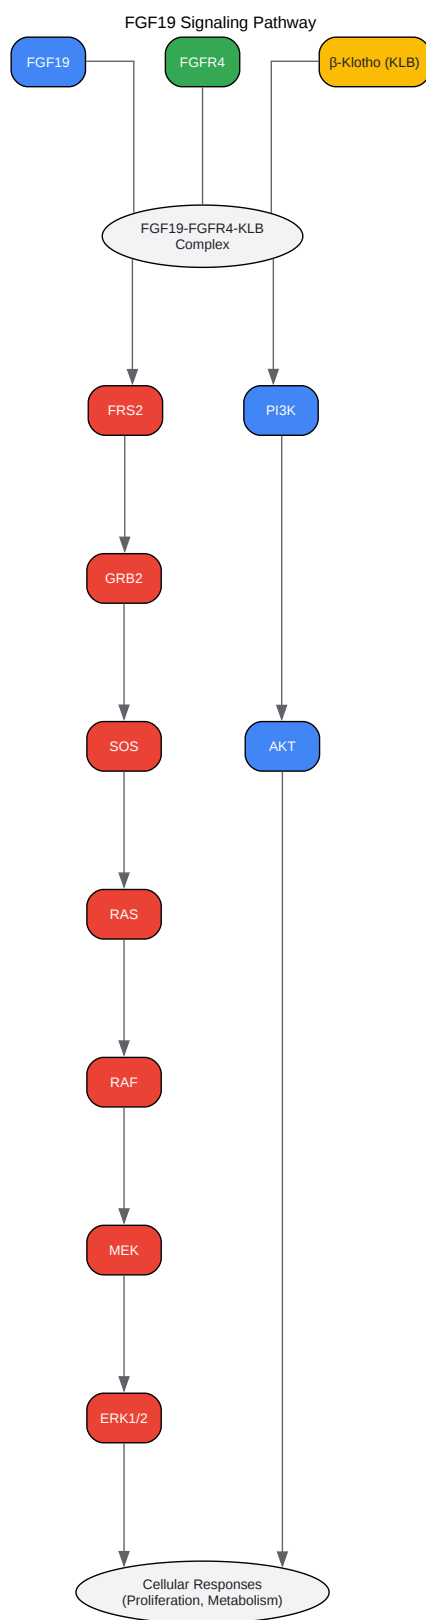 FGF19 Signaling Pathway
FGF19
FGFR4
β-Klotho (KLB)
FGF19-FGFR4-KLB
Complex
FRS2
PI3K
GRB2
SOS
AKT
RAS
RAF
MEK
ERK1/2
Cellular Responses
(Proliferation, Metabolism)